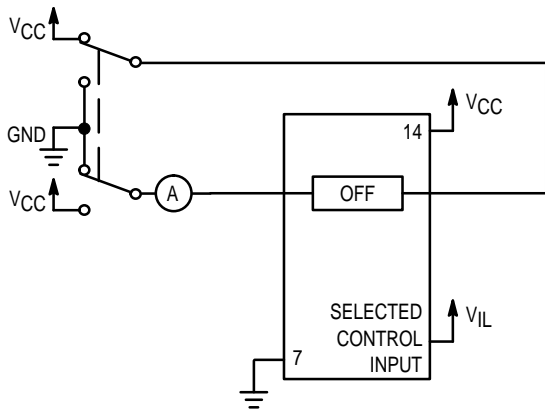 VCC
GND
VCC
A
OFF
14
VCC
SELECTED
CONTROL
INPUT
VIL
7